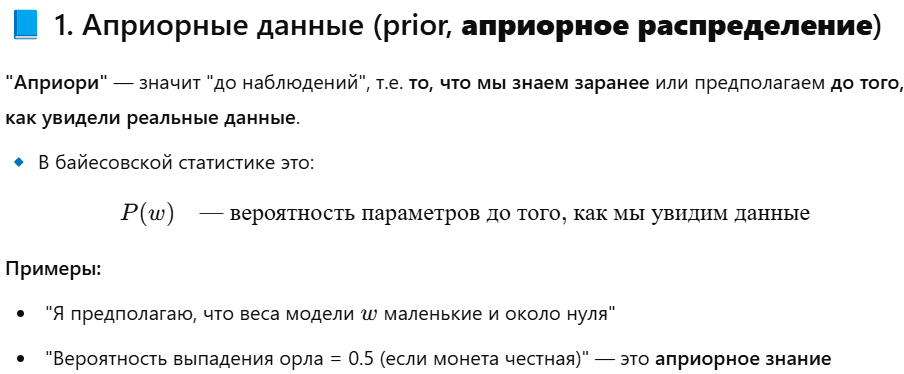 📘 1. Априорные данные (prior, априорное распределение)
"Априори" — значит "до наблюдений", т.е. то, что мы знаем заранее или предполагаем до того,
как увидели реальные данные.
🔹 В байесовской статистике это:
P(w) — вероятность параметров до того, как мы увидим данные
Примеры:
• "Я предполагаю, что веса модели w маленькие и около нуля"
• "Вероятность выпадения орла = 0.5 (если монета честная)" — это априорное знание